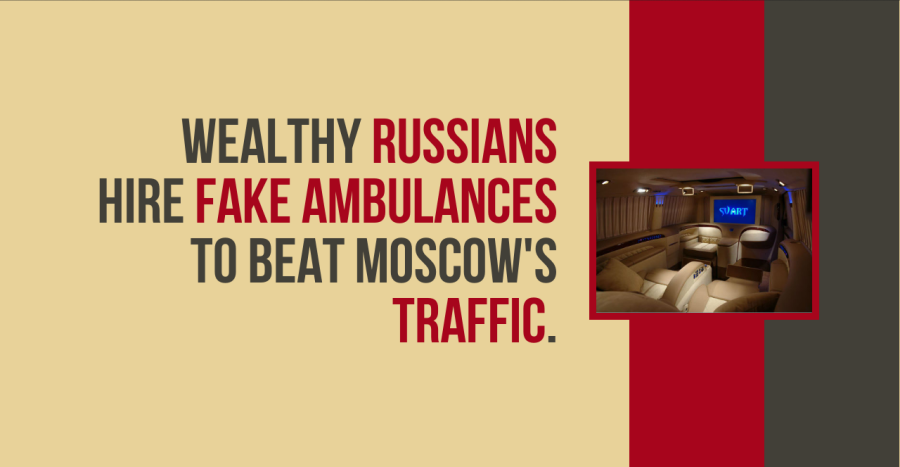 WEALTHY RUSSIANS
HIRE FAKE AMBULANCES
TO BEAT MOSCOW'S
TRAFFIC.